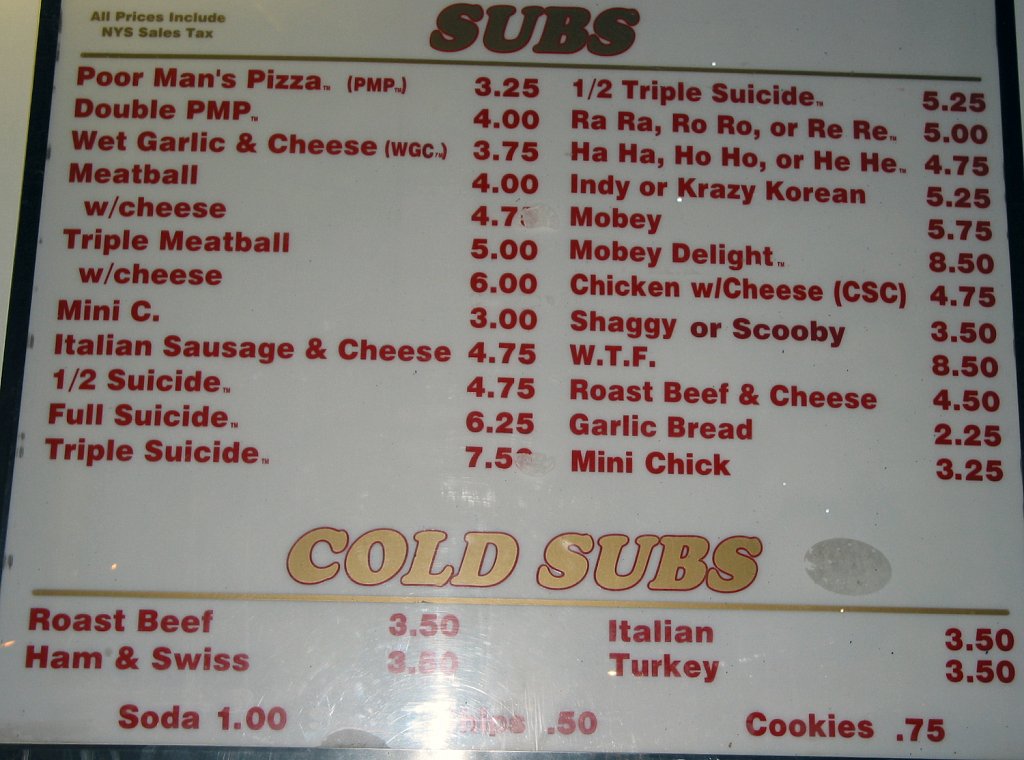 All Prices Include
NYS Sales Tax
SUBS
Poor Man's Pizza™ (PMP™) 3.25
Double PMP™ 4.00
Wet Garlic & Cheese (WGC™) 3.75
Meatball 4.00
w/cheese
Triple Meatball 5.00
w/cheese 6.00
Mini C. 3.00
Italian Sausage & Cheese 4.75
1/2 Suicide™ 4.75
Full Suicide™ 6.25
Triple Suicide™
1/2 Triple Suicide™ 5.25
Ra Ra, Ro Ro, or Re Re™ 5.00
Ha Ha, Ho Ho, or He He™ 4.75
Indy or Krazy Korean 5.25
Mobey 5.75
Mobey Delight™ 8.50
Chicken w/Cheese (CSC) 4.75
Shaggy or Scooby 3.50
W.T.F. 8.50
Roast Beef & Cheese 4.50
Garlic Bread 2.25
Mini Chick 3.25
COLD SUBS
Roast Beef 3.50
Ham & Swiss 3.50
Italian 3.50
Turkey 3.50
Soda 1.00
Chips .50
Cookies .75